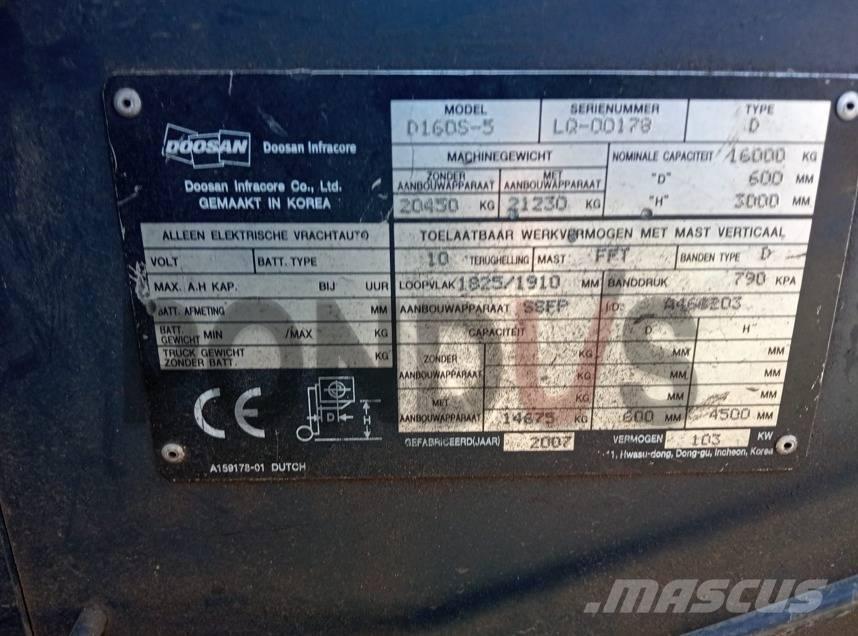 DOOSAN Doosan Infracore
Doosan Infracore Co., Ltd.
GEMAAKT IN KOREA
MODEL SERIENUMMER TYPE
D160S-5 LQ-00178 D
MACHINEGEWICHT
ZONDER AANBOUWAPPARAAT MET AANBOUWAPPARAAT
20450 KG 21230 KG
NOMINALE CAPACITEIT 16000 KG
"D" 600 MM
"H" 3000 MM
ALLEEN ELEKTRISCHE VRACHTAUTO
VOLT BATT. TYPE
MAX. A.H KAP. BIJ UUR
BATT. AFMETING MM
BATT. GEWICHT MIN /MAX KG
TRUCK GEWICHT ZONDER BATT. KG
TOELAATBAAR WERKVERMOGEN MET MAST VERTICAAL
10 TERUGHELLING MAST FFT BANDEN TYPE D
LOOPVLAK 1825/1910 MM BANDDRUK 790 KPA
AANBOUWAPPARAAT SSFP I.D.
CAPACITEIT "D" H"
ZONDER AANBOUWAPPARAAT KG MM MM
MET AANBOUWAPPARAAT 14675 KG 600 MM 4500 MM
GEFABRICEERD(JAAR) 2007 VERMOGEN 103 KW
1, Hwasu-dong, Dong-gu, Incheon, Korea
CE
D H
A159178-01 DUTCH
MASCUS